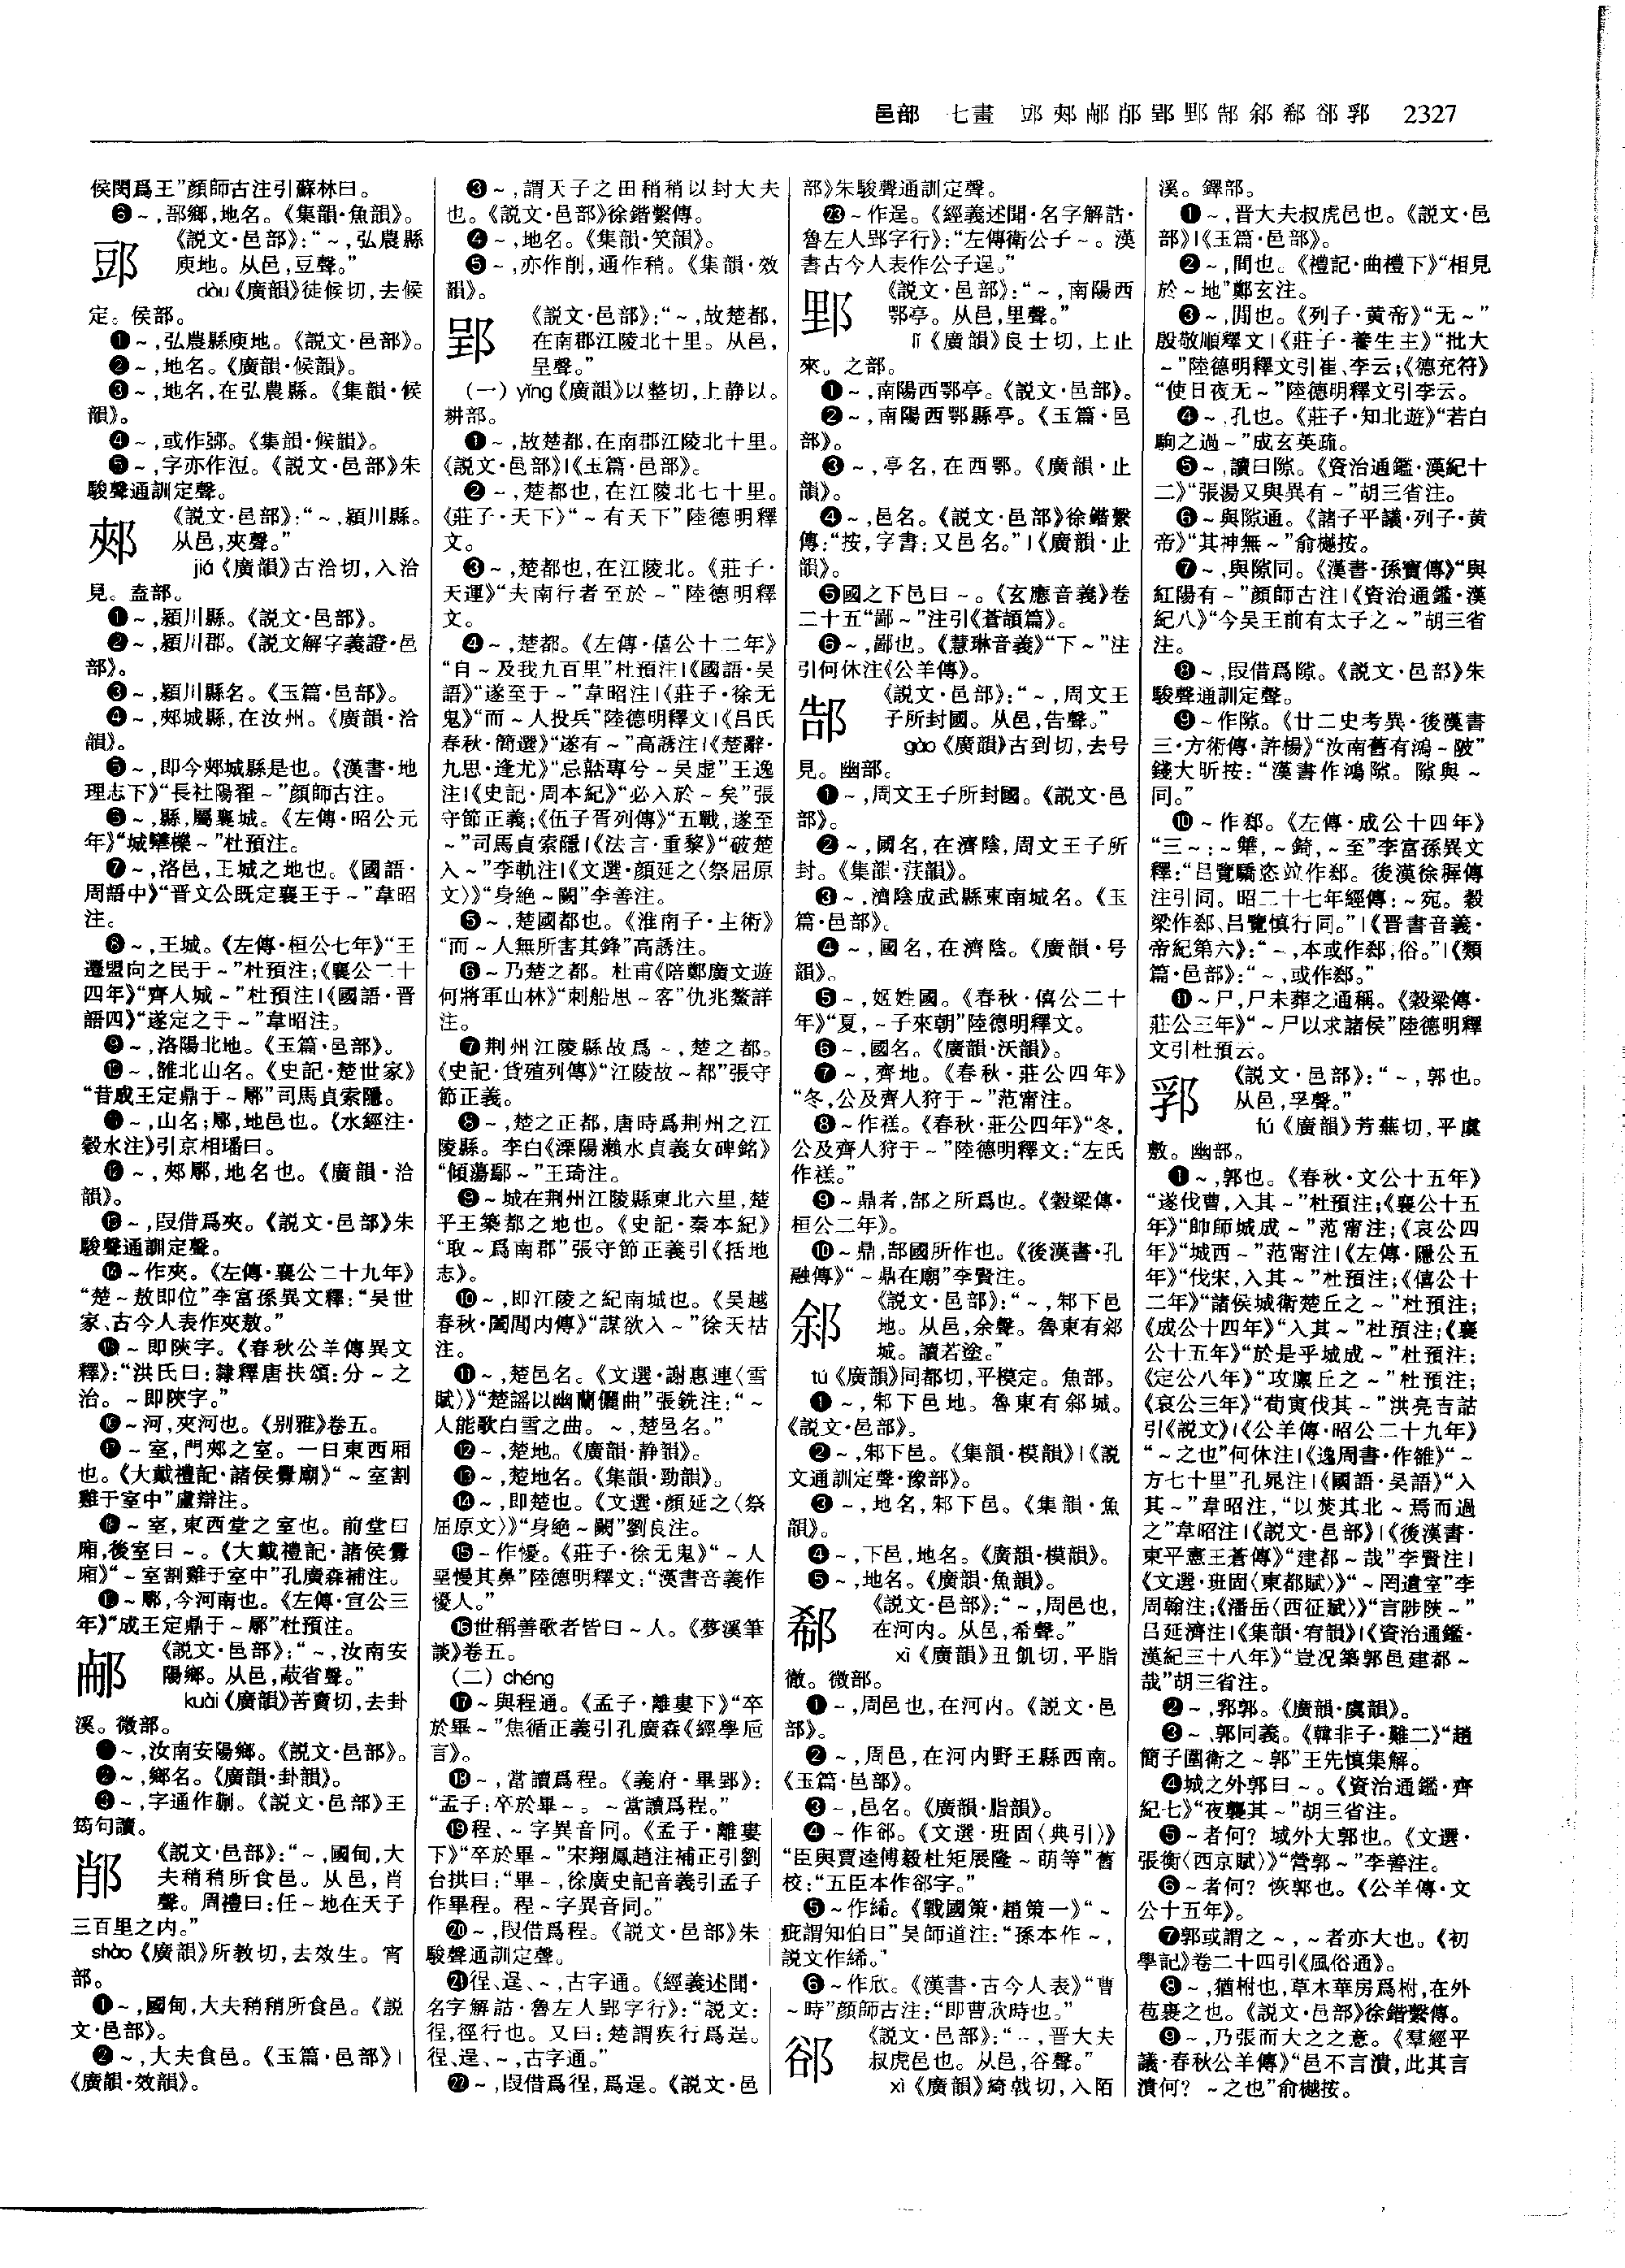 邑部　七畫　郖郟䣛郙郢郢郚郤郗郤郛　2327
侯閔爲王”顔師古注引蘇林曰。
❻～,郚鄉,地名。《集韻·魚韻》。
郖
《説文·邑部》:“～,弘農縣
庾地。从邑,豆聲。”
dòu《廣韻》徒候切,去候
定。侯部。
❶～,弘農縣庾地。《説文·邑部》。
❷～,地名。《廣韻·候韻》。
❸～,地名,在弘農縣。《集韻·候
韻》。
❹～,或作䣱。《集韻·候韻》。
❺～,字亦作浢。《説文·邑部》朱
駿聲通訓定聲。
郟
《説文·邑部》:“～,潁川縣。
从邑,夾聲。”
jiá《廣韻》古洽切,入洽
見。盍部。
❶～,潁川縣。《説文·邑部》。
❷～,潁川郡。《説文解字義證·邑
部》。
❸～,潁川縣名。《玉篇·邑部》。
❹～,郟城縣,在汝州。《廣韻·洽
韻》。
❺～,即今郟城縣是也。《漢書·地
理志下》“長社陽翟～”顔師古注。
❻～,縣,屬襄城。《左傳·昭公元
年》“城犨櫟～”杜預注。
❼～,洛邑,王城之地也。《國語·
周語中》“晋文公既定襄王于～”韋昭
注。
❽～,王城。《左傳·桓公七年》“王
遷盟向之民于～”杜預注;《襄公二十
四年》“齊人城～”杜預注|《國語·晋
語四》“遂定之于～”韋昭注。
❾～,洛陽北地。《玉篇·邑部》。
❿～,雒北山名。《史記·楚世家》
“昔成王定鼎于～鄏”司馬貞索隱。
⓫～,山名;鄏,地邑也。《水經注·
穀水注》引京相璠曰。
⓬～,郟鄏,地名也。《廣韻·洽
韻》。
⓭～,叚借爲夾。《説文·邑部》朱
駿聲通訓定聲。
⓮～作夾。《左傳·襄公二十九年》
“楚～敖即位”李富孫異文釋:“吴世
家、古今人表作夾敖。”
⓯～即陜字。《春秋公羊傳異文
釋》:“洪氏曰:隸釋唐扶頌:分～之
治。～即陜字。”
⓰～河,夾河也。《别雅》卷五。
⓱～室,門郟之室。一曰東西厢
也。《大戴禮記·諸侯釁廟》“～室割
雞于室中”盧辯注。
⓲～室,東西堂之室也。前堂曰
廂,後室曰～。《大戴禮記·諸侯釁
廟》“～室割雞于室中”孔廣森補注。
⓳～鄏,今河南也。《左傳·宣公三
年》“成王定鼎于～鄏”杜預注。
《説文·邑部》:“～,汝南安
陽鄉。从邑,蔽省聲。”
kuài《廣韻》苦賣切,去卦
溪。微部。
❶～,汝南安陽鄉。《説文·邑部》。
❷～,鄉名。《廣韻·卦韻》。
❸～,字通作蒯。《説文·邑部》王
筠句讀。
《説文·邑部》:“～,國甸,大
夫稍稍所食邑。从邑,肖
聲。周禮曰:任～地在天子
三百里之内。”
shào《廣韻》所教切,去效生。宵
部。
❶～,國甸,大夫稍稍所食邑。《説
文·邑部》。
❷～,大夫食邑。《玉篇·邑部》|
《廣韻·效韻》。
❸～,謂天子之田稍稍以封大夫
也。《説文·邑部》徐鍇繫傳。
❹～,地名。《集韻·笑韻》。
❺～,亦作削,通作稍。《集韻·效
韻》。
郢
《説文·邑部》:“～,故楚都,
在南郡江陵北十里。从邑,
呈聲。”
(一)yǐng《廣韻》以整切,上静以。
耕部。
❶～,故楚都,在南郡江陵北十里。
《説文·邑部》|《玉篇·邑部》。
❷～,楚都也,在江陵北七十里。
《莊子·天下》“～有天下”陸德明釋
文。
❸～,楚都也,在江陵北。《莊子·
天運》“夫南行者至於～”陸德明釋
文。
❹～,楚都。《左傳·僖公十二年》
“自～及我九百里”杜預注|《國語·吴
語》“遂至于～”韋昭注|《莊子·徐无
鬼》“而～人投兵”陸德明釋文|《吕氏
春秋·簡選》“遂有～”高誘注|《楚辭·
九思·逢尤》“忌䛩專兮～吴虚”王逸
注|《史記·周本紀》“必入於～矣”張
守節正義;《伍子胥列傳》“五戰,遂至
～”司馬貞索隱|《法言·重黎》“破楚
入～”李軌注|《文選·顔延之〈祭屈原
文〉》“身絶～闕”李善注。
❺～,楚國都也。《淮南子·主術》
“而～人無所害其鋒”高誘注。
❻～乃楚之都。杜甫《陪鄭廣文遊
何將軍山林》“刺船思～客”仇兆鰲詳
注。
❼荆州江陵縣故爲～,楚之都。
《史記·貨殖列傳》“江陵故～都”張守
節正義。
❽～,楚之正都,唐時爲荆州之江
陵縣。李白《溧陽瀨水貞義女碑銘》
“傾蕩鄢～”王琦注。
❾～城在荆州江陵縣東北六里,楚
平王築都之地也。《史記·秦本紀》
“取～爲南郡”張守節正義引《括地
志》。
❿～,即江陵之紀南城也。《吴越
春秋·闔閭内傳》“謀欲入～”徐天祜
注。
⓫～,楚邑名。《文選·謝惠連〈雪
賦〉》“楚謡以幽蘭儷曲”張銑注:“～
人能歌白雪之曲。～,楚邑名。”
⓬～,楚地。《廣韻·静韻》。
⓭～,楚地名。《集韻·勁韻》。
⓮～,即楚也。《文選·顔延之〈祭
屈原文〉》“身絶～闕”劉良注。
⓯～作懮。《莊子·徐无鬼》“～人
堊慢其鼻”陸德明釋文:“漢書音義作
懮人。”
⓰世稱善歌者皆曰～人。《夢溪筆
談》卷五。
(二)chéng
⓱～與程通。《孟子·離婁下》“卒
於畢～”焦循正義引孔廣森《經學卮
言》。
⓲～,當讀爲程。《義府·畢郢》:
“孟子:卒於畢～。～當讀爲程。”
⓳程、～字異音同。《孟子·離婁
下》“卒於畢～”宋翔鳳趙注補正引劉
台拱曰:“畢～,徐廣史記音義引孟子
作畢程。程～字異音同。”
⓴～,叚借爲程。《説文·邑部》朱
駿聲通訓定聲。
㉑徎、逞、～,古字通。《經義述聞·
名字解詁·魯左人郢字行》:“説文:
徎,徑行也。又曰:楚謂疾行爲逞。
徎、逞、～,古字通。”
㉒～,叚借爲徎,爲逞。《説文·邑
部》朱駿聲通訓定聲。
㉓～作逞。《經義述聞·名字解詁·
魯左人郢字行》:“左傳衛公子～。漢
書古今人表作公子逞。”
《説文·邑部》:“～,南陽西
鄂亭。从邑,里聲。”
lǐ《廣韻》良士切,上止
來。之部。
❶～,南陽西鄂亭。《説文·邑部》。
❷～,南陽西鄂縣亭。《玉篇·邑
部》。
❸～,亭名,在西鄂。《廣韻·止
韻》。
❹～,邑名。《説文·邑部》徐鍇繫
傳:“按,字書:又邑名。”|《廣韻·止
韻》。
❺國之下邑曰～。《玄應音義》卷
二十五“鄙～”注引《蒼頡篇》。
❻～,鄙也。《慧琳音義》“下～”注
引何休注《公羊傳》。
郜
《説文·邑部》:“～,周文王
子所封國。从邑,告聲。”
gào《廣韻》古到切,去号
見。幽部。
❶～,周文王子所封國。《説文·邑
部》。
❷～,國名,在濟陰,周文王子所
封。《集韻·𦬊韻》。
❸～,濟陰成武縣東南城名。《玉
篇·邑部》。
❹～,國名,在濟陰。《廣韻·号
韻》。
❺～,姬姓國。《春秋·僖公二十
年》“夏,～子來朝”陸德明釋文。
❻～,國名。《廣韻·沃韻》。
❼～,齊地。《春秋·莊公四年》
“冬,公及齊人狩于～”范甯注。
❽～作禚。《春秋·莊公四年》“冬,
公及齊人狩于～”陸德明釋文:“左氏
作禚。”
❾～鼎者,郜之所爲也。《穀梁傳·
桓公二年》。
❿～鼎,郜國所作也。《後漢書·孔
融傳》“～鼎在廟”李賢注。
《説文·邑部》:“～,邾下邑
地。从邑,余聲。魯東有䣄
城。讀若塗。”
tú《廣韻》同都切,平模定。魚部。
❶～,邾下邑地。魯東有䣄城。
《説文·邑部》。
❷～,邾下邑。《集韻·模韻》|《説
文通訓定聲·豫部》。
❸～,地名,邾下邑。《集韻·魚
韻》。
❹～,下邑,地名。《廣韻·模韻》。
❺～,地名。《廣韻·魚韻》。
郗
《説文·邑部》:“～,周邑也,
在河内。从邑,希聲。”
xì《廣韻》丑飢切,平脂
徹。微部。
❶～,周邑也,在河内。《説文·邑
部》。
❷～,周邑,在河内野王縣西南。
《玉篇·邑部》。
❸～,邑名。《廣韻·脂韻》。
❹～作郤。《文選·班固〈典引〉》
“臣與賈逵傅毅杜矩展隆～萌等”舊
校:“五臣本作郤字。”
❺～作絺。《戰國策·趙策一》“～
疵謂知伯曰”吴師道注:“孫本作～,
説文作絺。”
❻～作欣。《漢書·古今人表》“曹
～時”顔師古注:“即曹欣時也。”
郤
《説文·邑部》:“～,晋大夫
叔虎邑也。从邑,谷聲。”
xì《廣韻》綺戟切,入陌
溪。鐸部。
❶～,晋大夫叔虎邑也。《説文·邑
部》|《玉篇·邑部》。
❷～,間也。《禮記·曲禮下》“相見
於～地”鄭玄注。
❸～,閒也。《列子·黄帝》“无～”
殷敬順釋文|《莊子·養生主》“批大
～”陸德明釋文引崔、李云;《德充符》
“使日夜无～”陸德明釋文引李云。
❹～,孔也。《莊子·知北遊》“若白
駒之過～”成玄英疏。
❺～,讀曰隙。《資治通鑑·漢紀十
二》“張湯又與異有～”胡三省注。
❻～與隙通。《諸子平議·列子·黄
帝》“其神無～”俞樾按。
❼～,與隙同。《漢書·孫寶傳》“與
紅陽有～”顔師古注|《資治通鑑·漢
紀八》“今吴王前有太子之～”胡三省
注。
❽～,叚借爲隙。《説文·邑部》朱
駿聲通訓定聲。
❾～作隙。《廿二史考異·後漢書
三·方術傳·許楊》“汝南舊有鴻～陂”
錢大昕按:“漢書作鴻隙。隙與～
同。”
❿～作郄。《左傳·成公十四年》
“三～:～犨,～錡,～至”李富孫異文
釋:“吕覽驕恣竝作郄。後漢徐穉傳
注引同。昭二十七年經傳:～宛。穀
梁作郄、吕覽慎行同。”|《晋書音義·
帝紀第六》:“～,本或作郄,俗。”|《類
篇·邑部》:“～,或作郄。”
⓫～尸,尸未葬之通稱。《穀梁傳·
莊公三年》“～尸以求諸侯”陸德明釋
文引杜預云。
郛
《説文·邑部》:“～,郭也。
从邑,孚聲。”
fú《廣韻》芳蕪切,平虞
敷。幽部。
❶～,郭也。《春秋·文公十五年》
“遂伐曹,入其～”杜預注;《襄公十五
年》“帥師城成～”范甯注;《哀公四
年》“城西～”范甯注|《左傳·隱公五
年》“伐宋,入其～”杜預注;《僖公十
二年》“諸侯城衛楚丘之～”杜預注;
《成公十四年》“入其～”杜預注;《襄
公十五年》“於是乎城成～”杜預注;
《定公八年》“攻廩丘之～”杜預注;
《哀公三年》“荀寅伐其～”洪亮吉詁
引《説文》|《公羊傳·昭公二十九年》
“～之也”何休注|《逸周書·作雒》“～
方七十里”孔晁注|《國語·吴語》“入
其～”韋昭注,“以焚其北～焉而過
之”韋昭注|《説文·邑部》|《後漢書·
東平憲王蒼傳》“建都～哉”李賢注|
《文選·班固〈東都賦〉》“～罔遺室”李
周翰注;《潘岳〈西征賦〉》“言陟陜～”
吕延濟注|《集韻·有韻》|《資治通鑑·
漢紀三十八年》“豈況築郭邑建都～
哉”胡三省注。
❷～,郛郭。《廣韻·虞韻》。
❸～、郭同義。《韓非子·難二》“趙
簡子圍衛之～郭”王先慎集解。
❹城之外郭曰～。《資治通鑑·齊
紀七》“夜襲其～”胡三省注。
❺～者何?城外大郭也。《文選·
張衡〈西京賦〉》“營郭～”李善注。
❻～者何?恢郭也。《公羊傳·文
公十五年》。
❼郭或謂之～,～者亦大也。《初
學記》卷二十四引《風俗通》。
❽～,猶柎也,草木華房爲柎,在外
苞裹之也。《説文·邑部》徐鍇繫傳。
❾～,乃張而大之之意。《羣經平
議·春秋公羊傳》“邑不言潰,此其言
潰何?～之也”俞樾按。